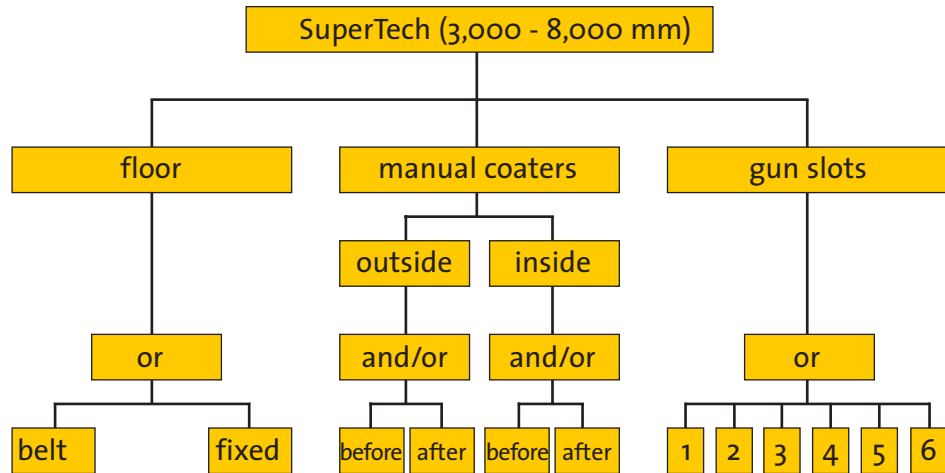 SuperTech (3,000 - 8,000 mm)
floor
manual coaters
gun slots
outside
inside
or
and/or
and/or
or
belt
fixed
before
after
before
after
1
2
3
4
5
6